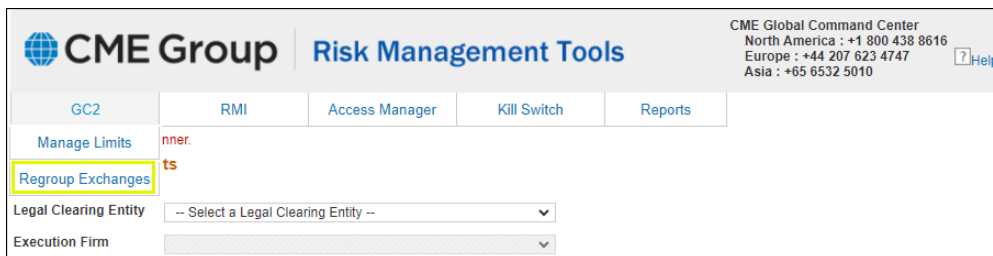 CME Group
Risk Management Tools
CME Global Command Center
North America : +1 800 438 8616
Europe : +44 207 623 4747
Asia : +65 6532 5010
? Help
GC2 RMI Access Manager Kill Switch Reports
Manage Limits nner.
Regroup Exchanges ts
Legal Clearing Entity -- Select a Legal Clearing Entity --
Execution Firm